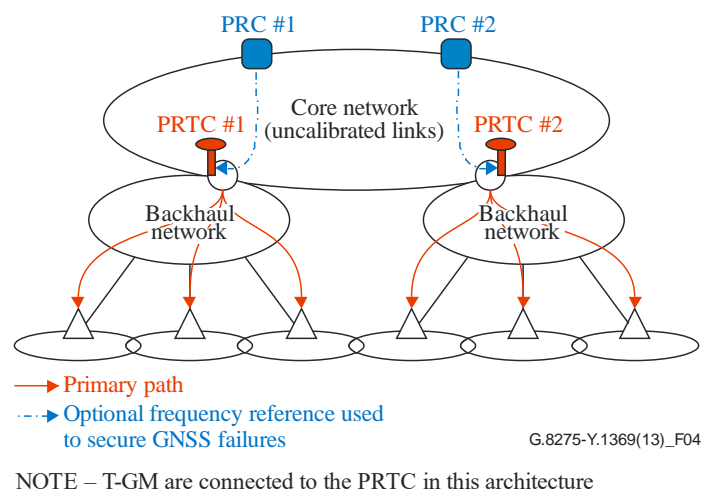 PRC #1
PRC #2
Core network
(uncalibrated links)
PRTC #1
PRTC #2
Backhaul
network
Backhaul
network
Primary path
Optional frequency reference used
to secure GNSS failures
G.8275-Y.1369(13)_F04
NOTE – T-GM are connected to the PRTC in this architecture